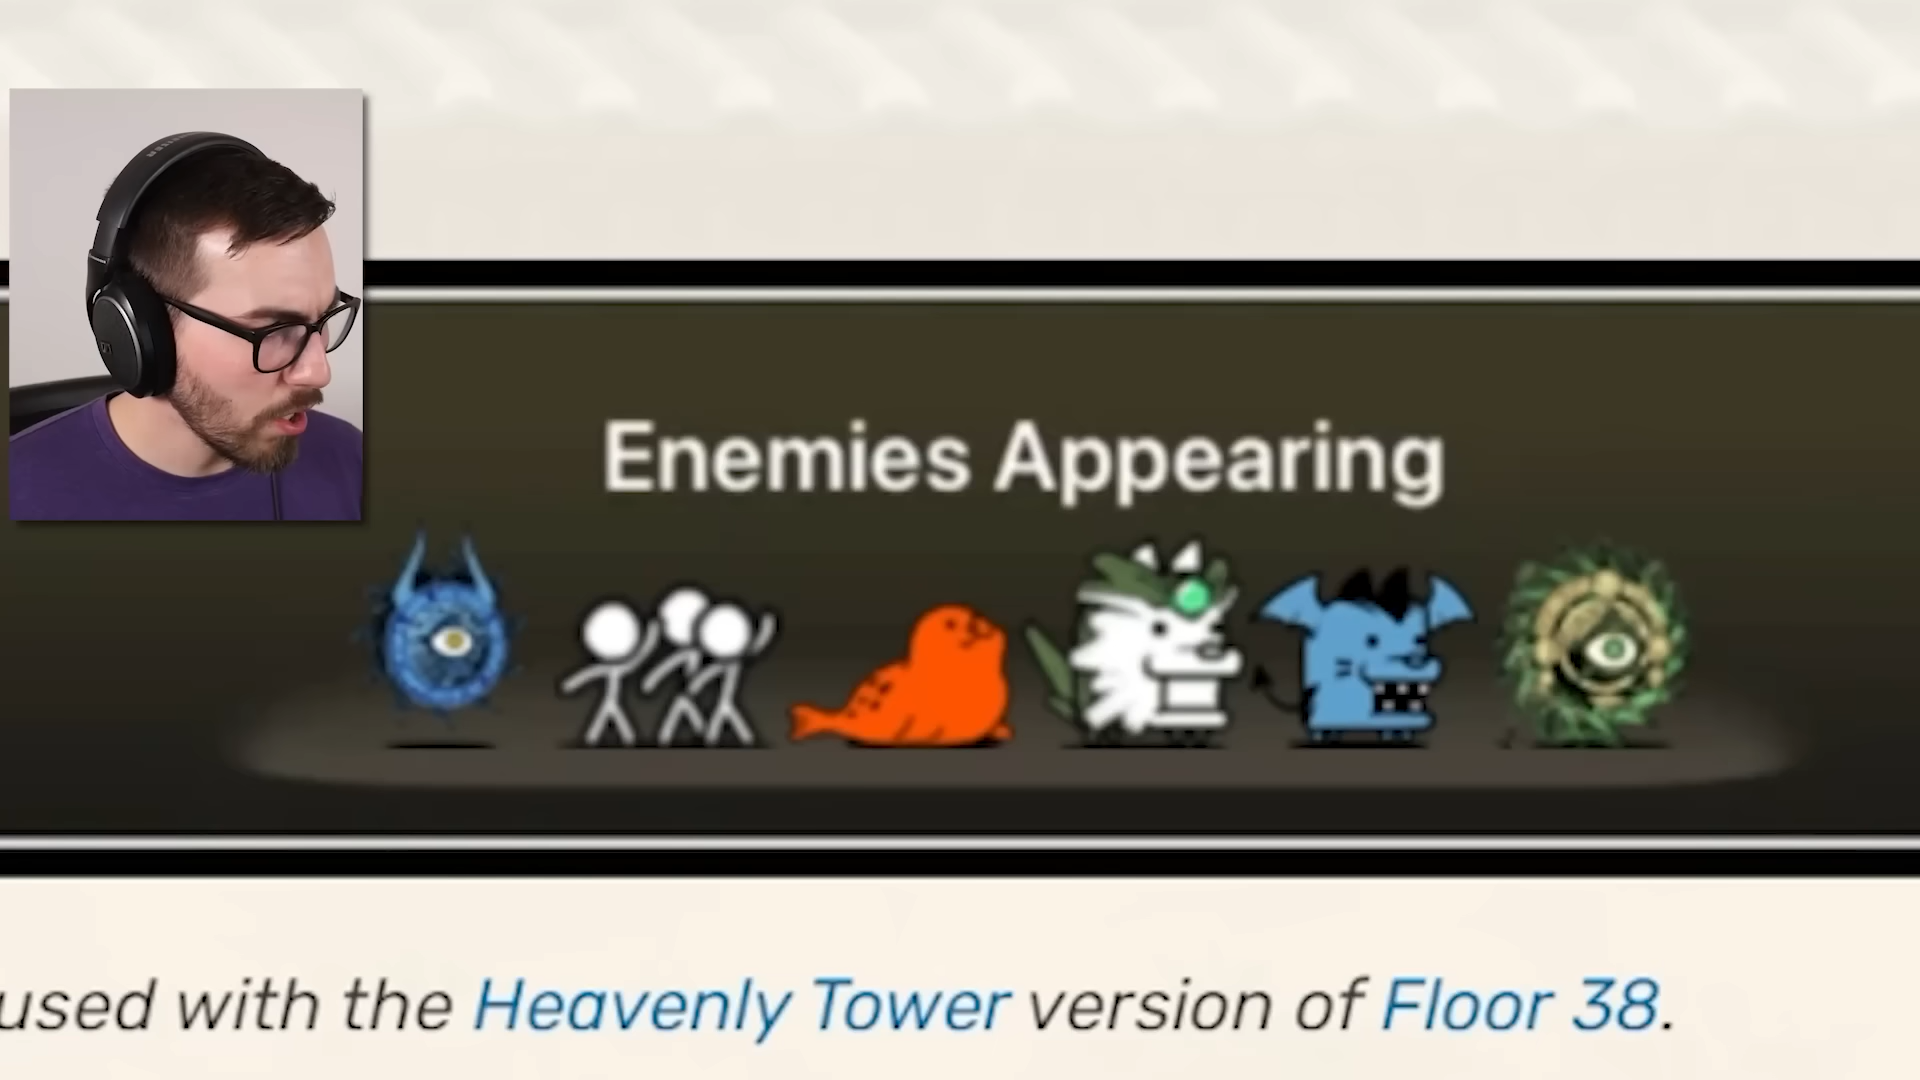 Enemies Appearing
used with the Heavenly Tower version of Floor 38.